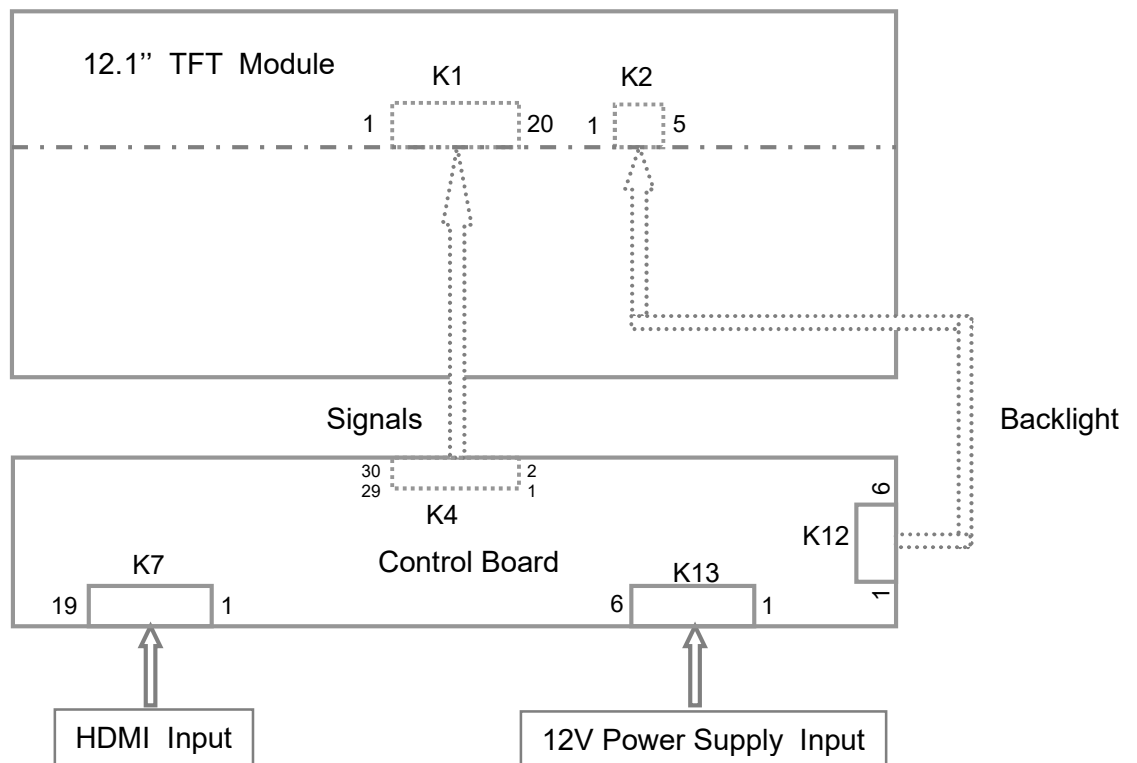 12.1’’ TFT Module
K1
K2
1
20
1
5
Signals
Backlight
30
2
29
1
K4
6
K12
1
Control Board
K7
K13
19
1
6
1
HDMI Input
12V Power Supply Input